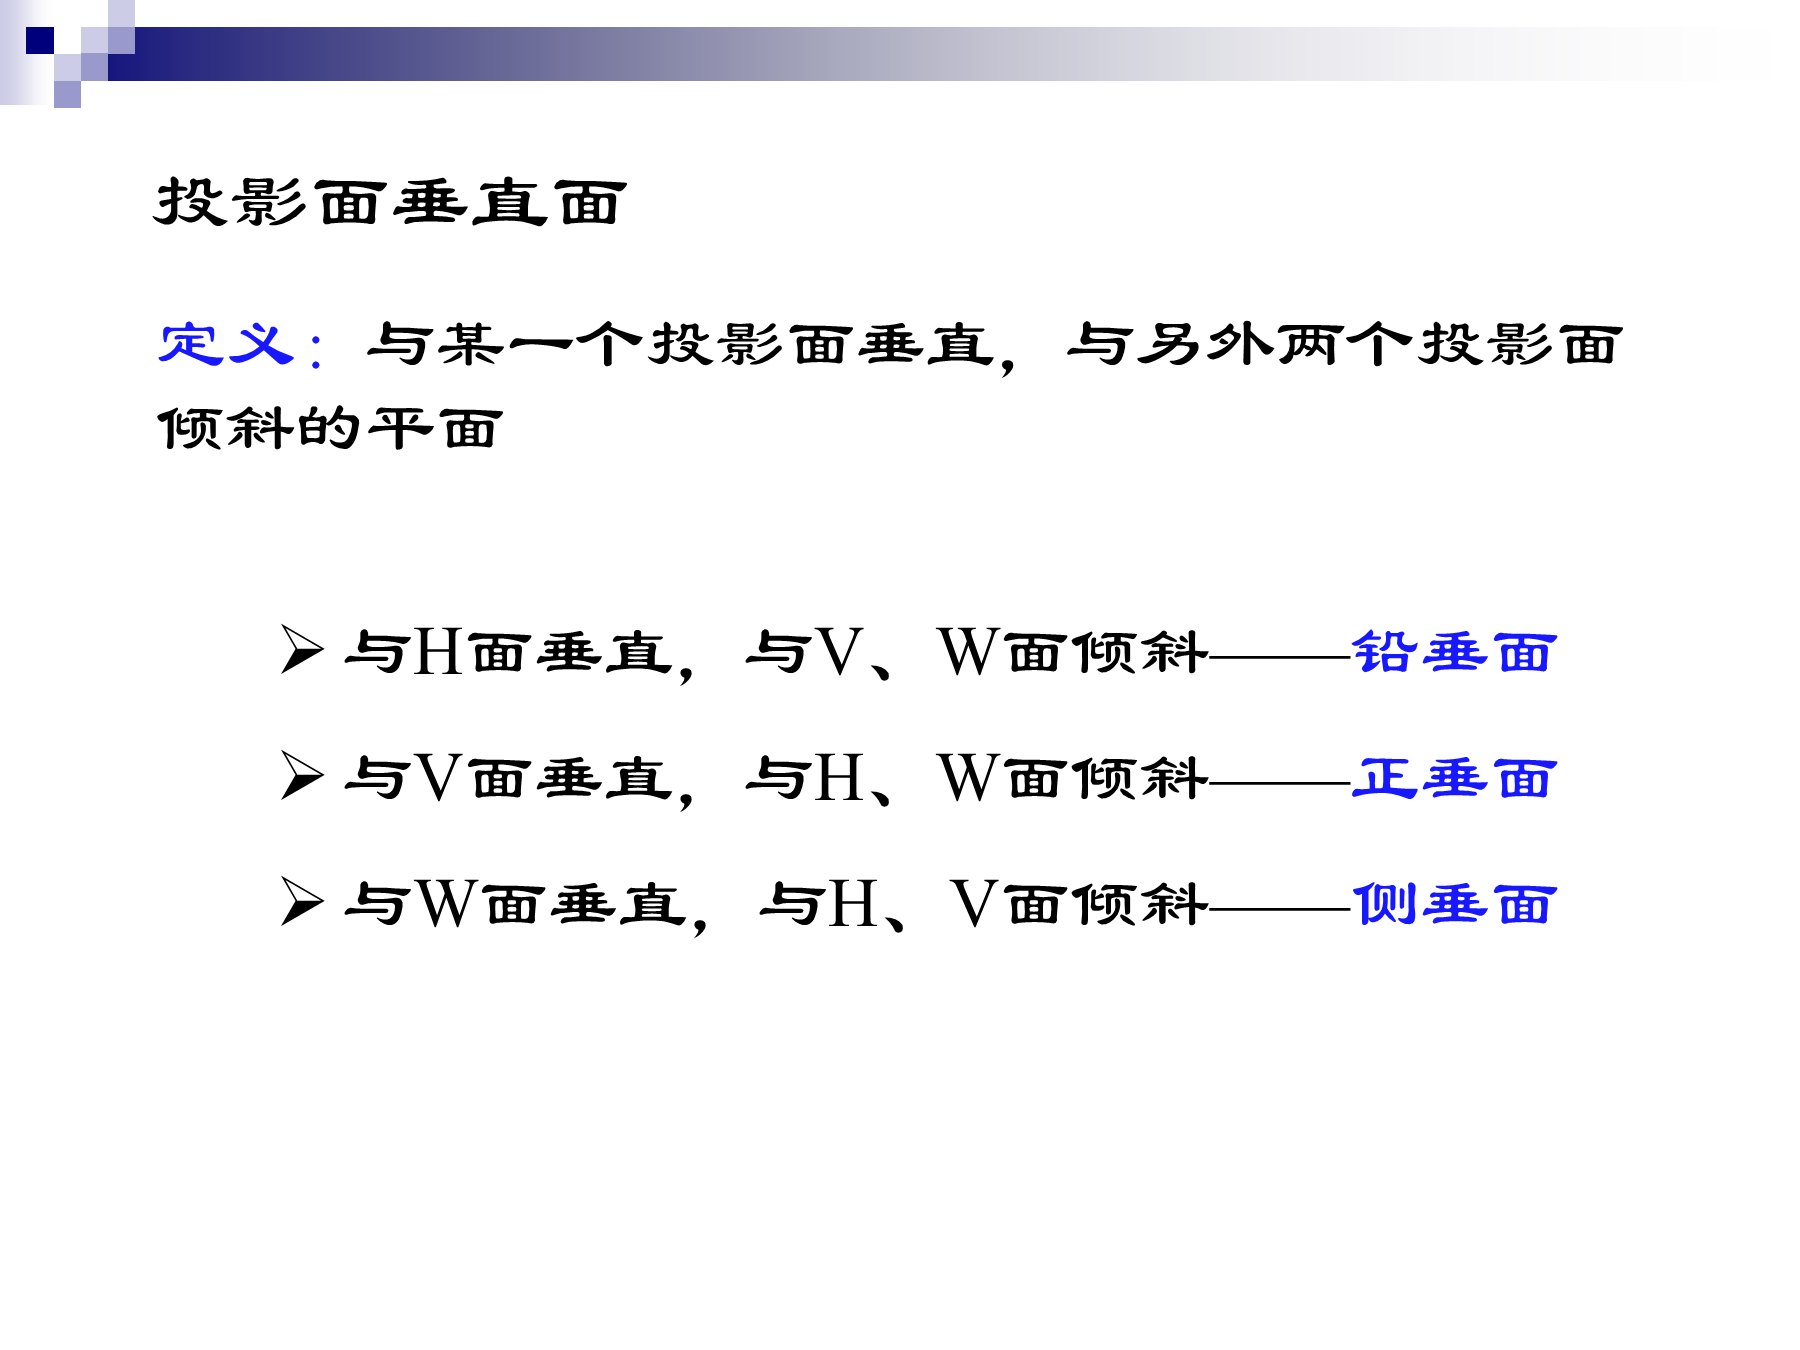 投影面垂直面
定义：与某一个投影面垂直，与另外两个投影面
倾斜的平面
➢ 与H面垂直，与V、W面倾斜——铅垂面
➢ 与V面垂直，与H、W面倾斜——正垂面
➢ 与W面垂直，与H、V面倾斜——侧垂面